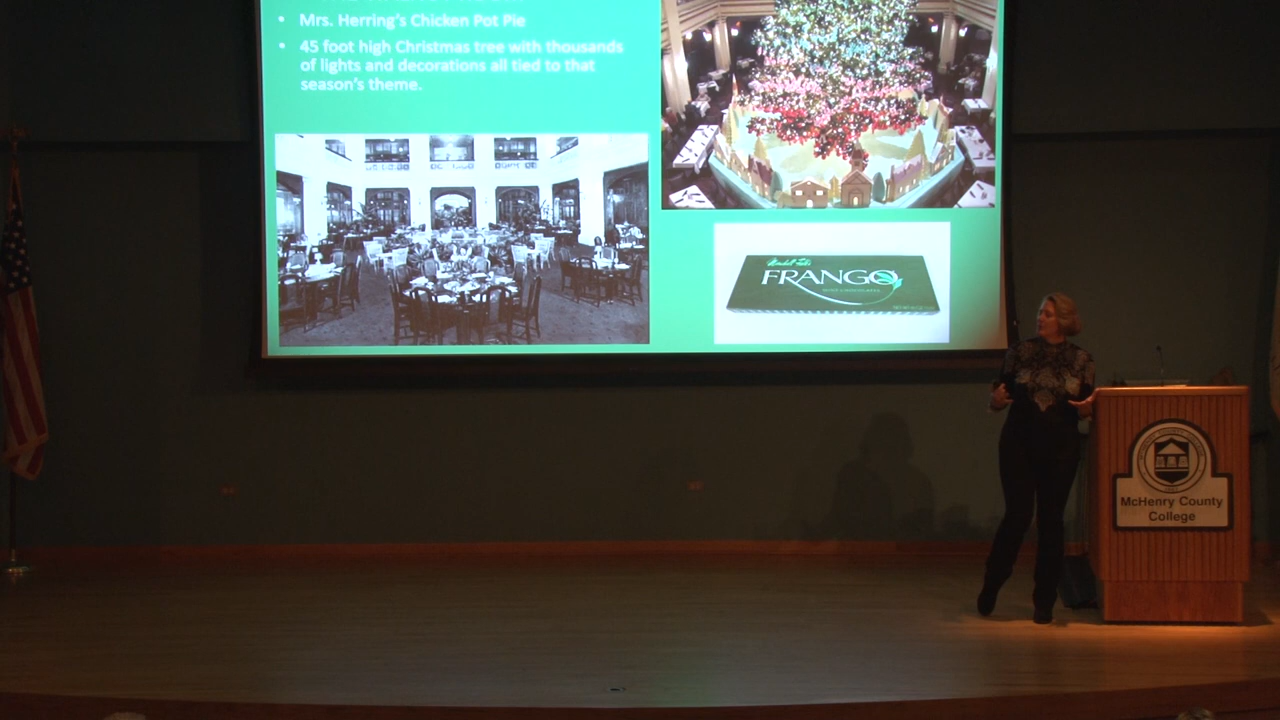 • Mrs. Herring's Chicken Pot Pie
• 45 foot high Christmas tree with thousands
of lights and decorations all tied to that
season's theme.
FRANGO
McHenry County
College